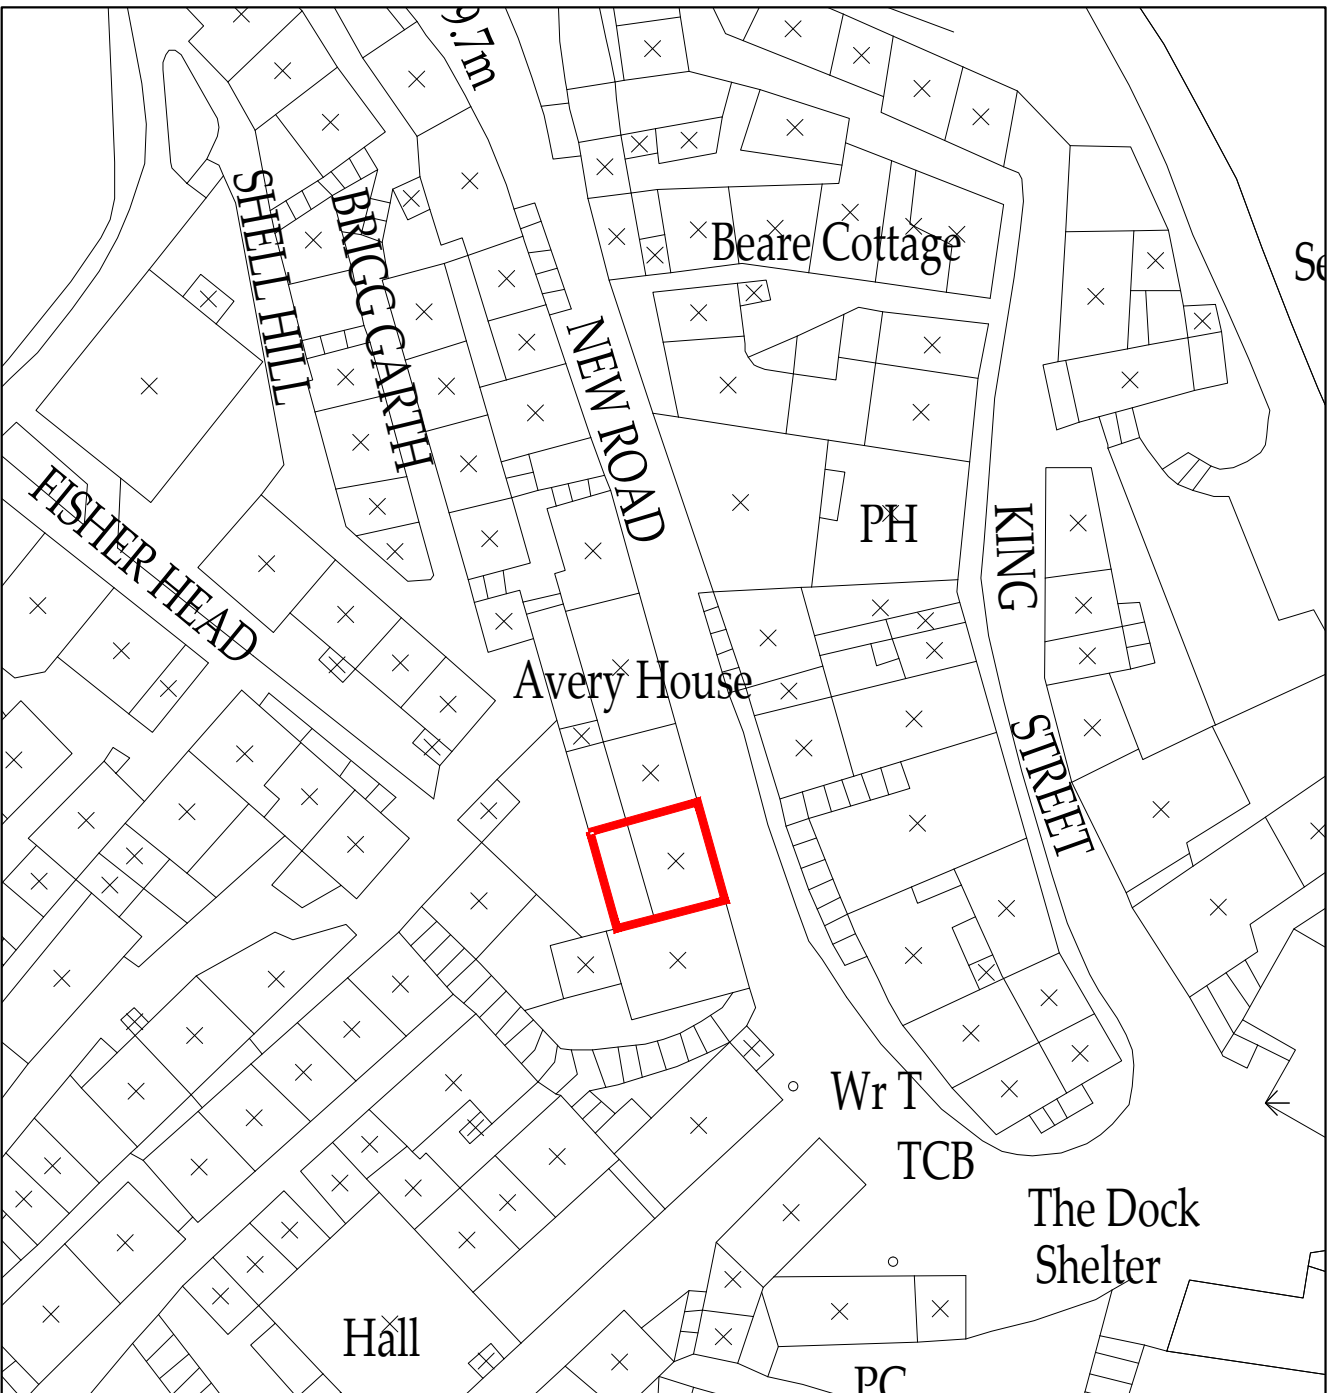 9.7m
SHELL HILL
BRIGG GARTH
Beare Cottage
NEW ROAD
FISHER HEAD
PH
KING STREET
Avery House
Wr T
TCB
The Dock
Shelter
Hall
PC